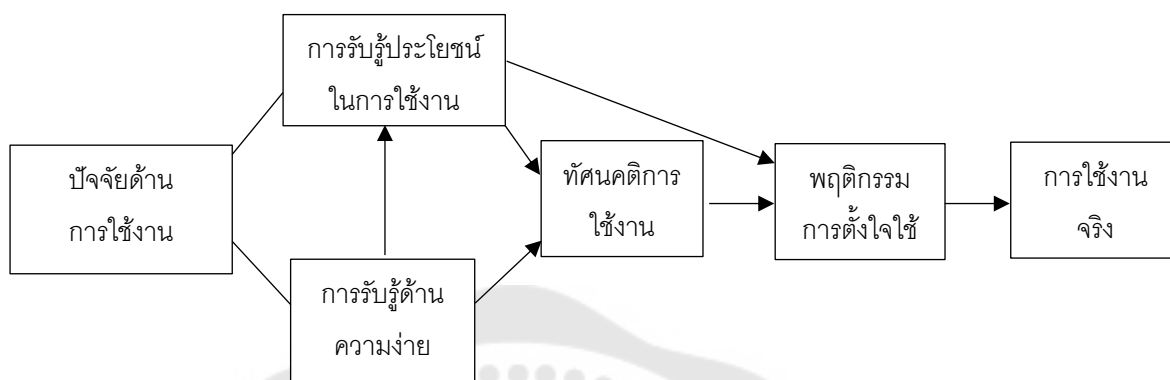 การรับรู้ประโยชน์
ในการใช้งาน
ปัจจัยด้าน
การใช้งาน
ทัศนคติการ
ใช้งาน
พฤติกรรม
การตั้งใจใช้
การใช้งาน
จริง
การรับรู้ด้าน
ความง่าย